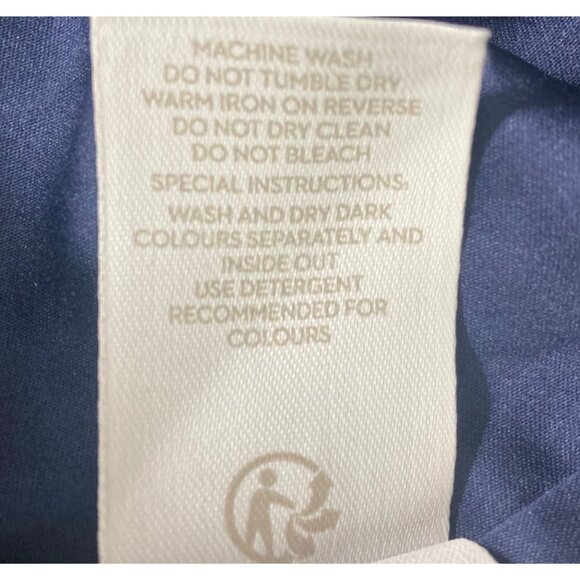 MACHINE WASH
DO NOT TUMBLE DRY
WARM IRON ON REVERSE
DO NOT DRY CLEAN
DO NOT BLEACH
SPECIAL INSTRUCTIONS:
WASH AND DRY DARK
COLOURS SEPARATELY AND
INSIDE OUT
USE DETERGENT
RECOMMENDED FOR
COLOURS